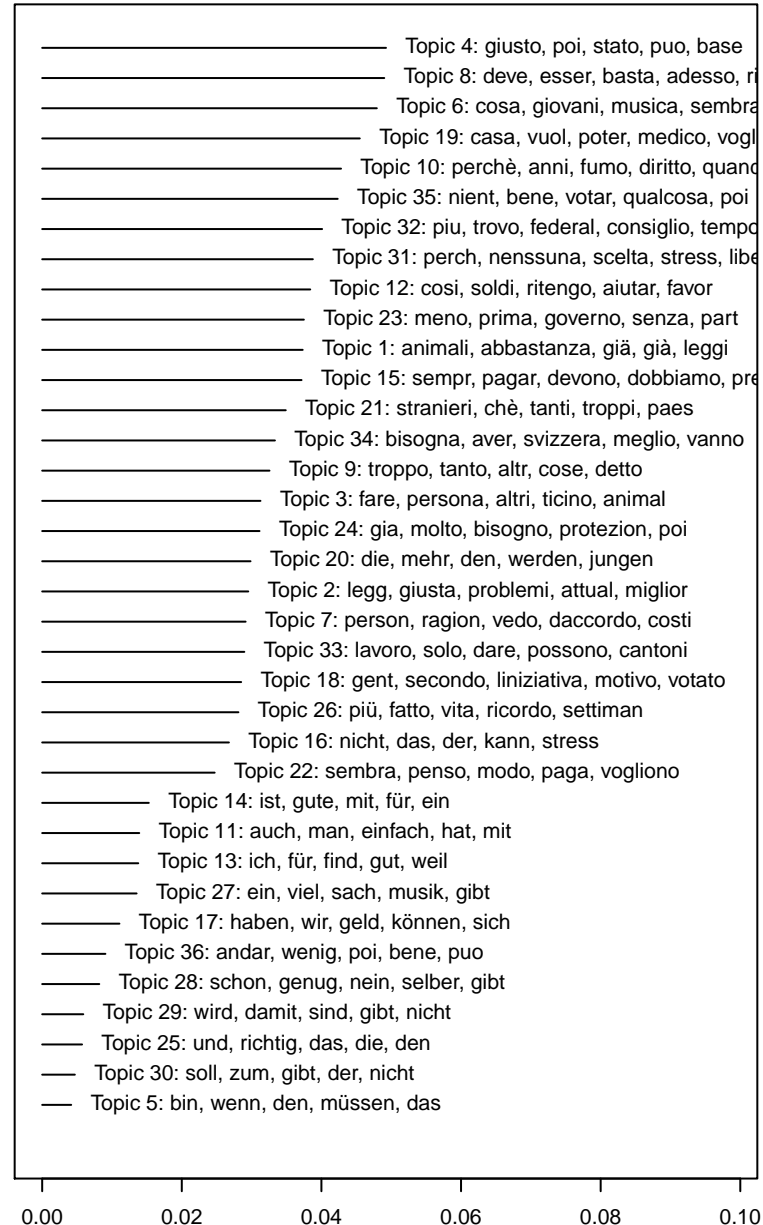 Topic 4: giusto, poi, stato, puo, base
Topic 8: deve, esser, basta, adesso, ri
Topic 6: cosa, giovani, musica, sembra
Topic 19: casa, vuol, poter, medico, vogl
Topic 10: perchè, anni, fumo, diritto, quand
Topic 35: nient, bene, votar, qualcosa, poi
Topic 32: piu, trovo, federal, consiglio, tempo
Topic 31: perch, nenssuna, scelta, stress, libe
Topic 12: cosi, soldi, ritengo, aiutar, favor
Topic 23: meno, prima, governo, senza, part
Topic 1: animali, abbastanza, giä, già, leggi
Topic 15: sempr, pagar, devono, dobbiamo, pre
Topic 21: stranieri, chè, tanti, troppi, paes
Topic 34: bisogna, aver, svizzera, meglio, vanno
Topic 9: troppo, tanto, altr, cose, detto
Topic 3: fare, persona, altri, ticino, animal
Topic 24: gia, molto, bisogno, protezion, poi
Topic 20: die, mehr, den, werden, jungen
Topic 2: legg, giusta, problemi, attual, miglior
Topic 7: person, ragion, vedo, daccordo, costi
Topic 33: lavoro, solo, dare, possono, cantoni
Topic 18: gent, secondo, liniziativa, motivo, votato
Topic 26: piü, fatto, vita, ricordo, settiman
Topic 16: nicht, das, der, kann, stress
Topic 22: sembra, penso, modo, paga, vogliono
Topic 14: ist, gute, mit, für, ein
Topic 11: auch, man, einfach, hat, mit
Topic 13: ich, für, find, gut, weil
Topic 27: ein, viel, sach, musik, gibt
Topic 17: haben, wir, geld, können, sich
Topic 36: andar, wenig, poi, bene, puo
Topic 28: schon, genug, nein, selber, gibt
Topic 29: wird, damit, sind, gibt, nicht
Topic 25: und, richtig, das, die, den
Topic 30: soll, zum, gibt, der, nicht
Topic 5: bin, wenn, den, müssen, das
0.00 0.02 0.04 0.06 0.08 0.10